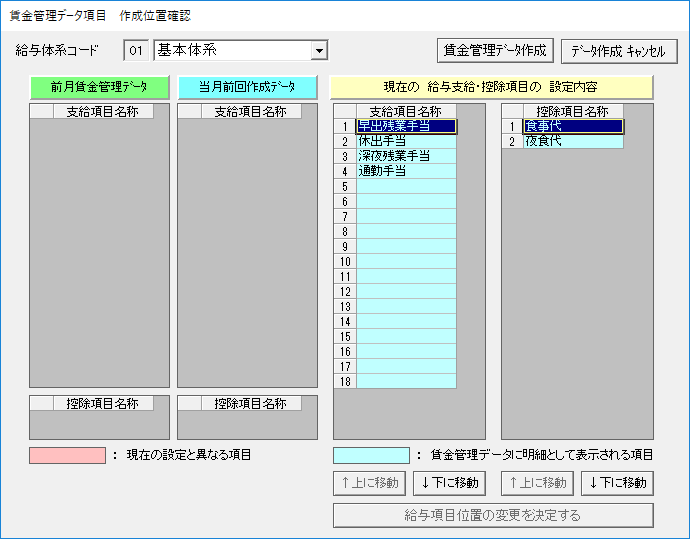 賃金管理データ項目　作成位置確認
給与体系コード 01 基本体系 賃金管理データ作成 データ作成 キャンセル
前月賃金管理データ 当月前回作成データ 現在の 給与支給・控除項目の 設定内容
支給項目名称 支給項目名称 支給項目名称 控除項目名称
1 早出残業手当 1 食事代
2 休出手当 2 夜食代
3 深夜残業手当
4 通勤手当
5
6
7
8
9
10
11
12
13
14
15
16
17
18
控除項目名称 控除項目名称
： 現在の設定と異なる項目 ： 賃金管理データに明細として表示される項目
↑上に移動 ↓下に移動 ↑上に移動 ↓下に移動
給与項目位置の変更を決定する